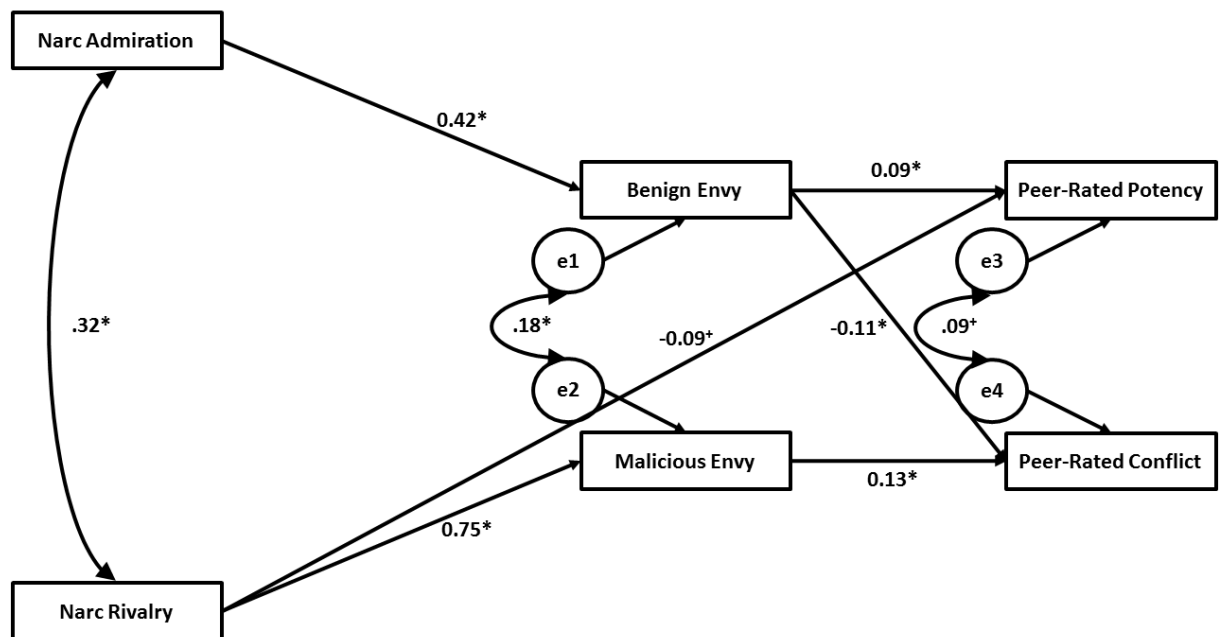 Narc Admiration
0.42*
Benign Envy
0.09*
Peer-Rated Potency
e1
e3
.32*
.18*
-0.09+
-0.11*
.09+
e2
e4
Malicious Envy
0.13*
Peer-Rated Conflict
0.75*
Narc Rivalry